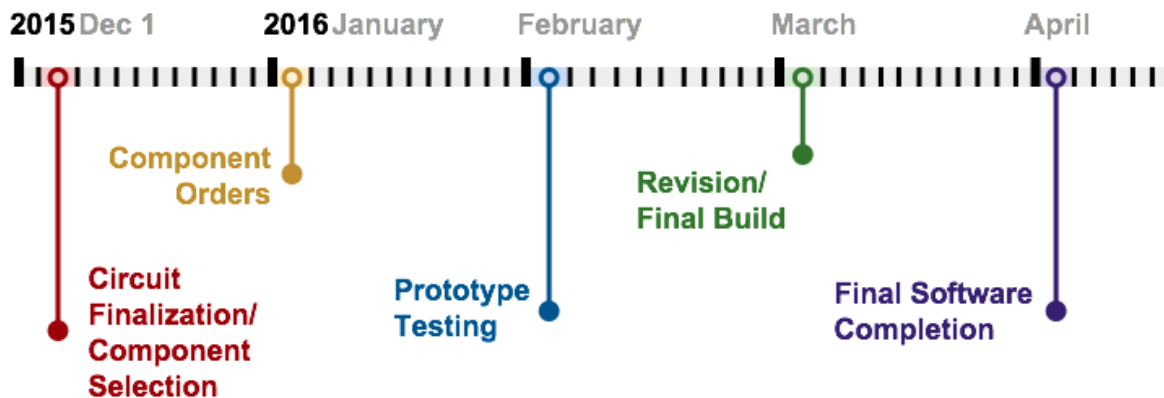 2015 Dec 1 2016 January February March April
Component
Orders
Revision/
Final Build
Circuit
Finalization/
Component
Selection
Prototype
Testing
Final Software
Completion